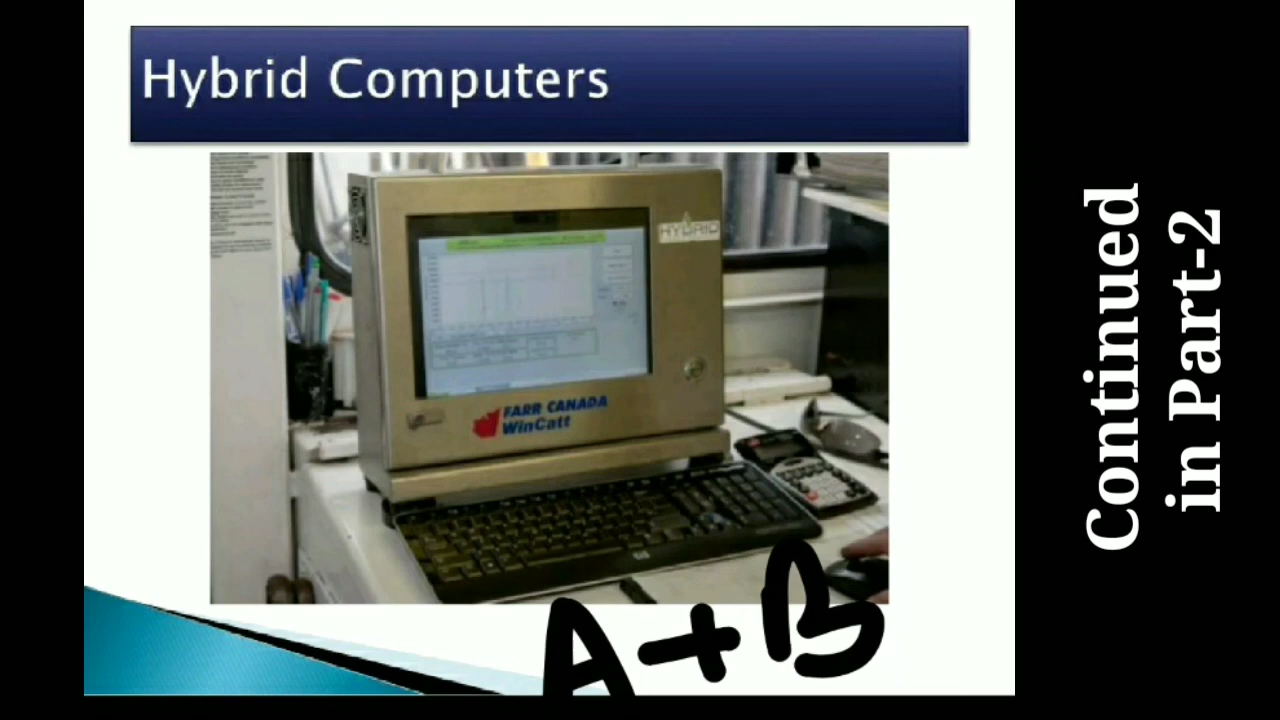 Hybrid Computers
HYBRID
FARR CANADA
WinCatt
A+B
Continued
in Part-2